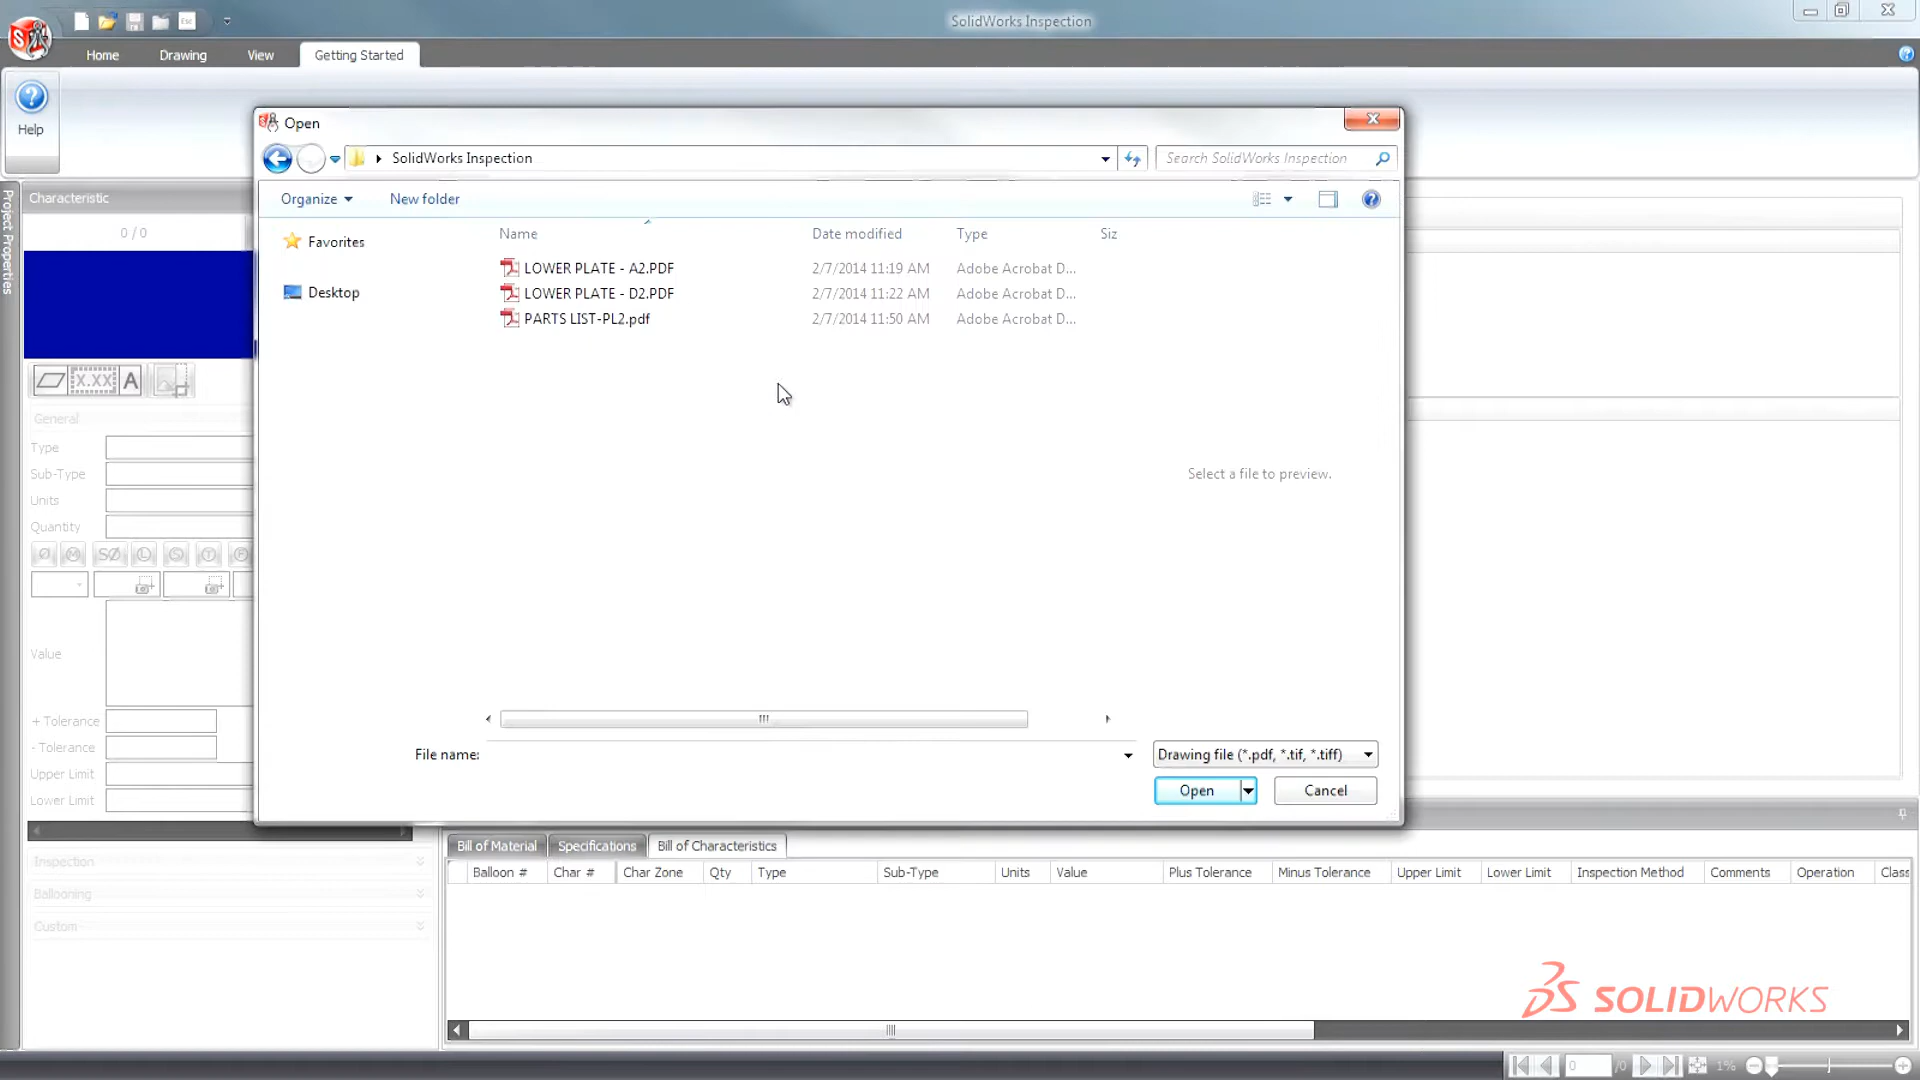 Esc
SolidWorks Inspection
Home
Drawing
View
Getting Started
Help
Open
SolidWorks Inspection
Search SolidWorks Inspection
Organize
New folder
Project Properties
Characteristic
0 / 0
Favorites
Desktop
Name
Date modified
Type
Siz
LOWER PLATE - A2.PDF
2/7/2014 11:19 AM
Adobe Acrobat D...
LOWER PLATE - D2.PDF
2/7/2014 11:22 AM
Adobe Acrobat D...
PARTS LIST-PL2.pdf
2/7/2014 11:50 AM
Adobe Acrobat D...
Select a file to preview.
X.XX
A
General
Type
Sub-Type
Units
Quantity
Ø
M
SØ
L
S
T
F
Value
+ Tolerance
- Tolerance
Upper Limit
Lower Limit
File name:
Drawing file (*.pdf, *.tif, *.tiff)
Open
Cancel
Inspection
Ballooning
Custom
Bill of Material
Specifications
Bill of Characteristics
Balloon #
Char #
Char Zone
Qty
Type
Sub-Type
Units
Value
Plus Tolerance
Minus Tolerance
Upper Limit
Lower Limit
Inspection Method
Comments
Operation
Class
SOLIDWORKS
0
/0
1%